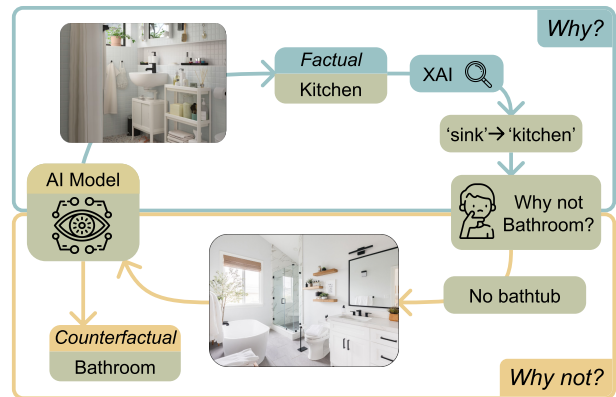 Why?
Factual
Kitchen
XAI
‘sink’→ ‘kitchen’
AI Model
Why not
Bathroom?
No bathtub
Counterfactual
Bathroom
Why not?